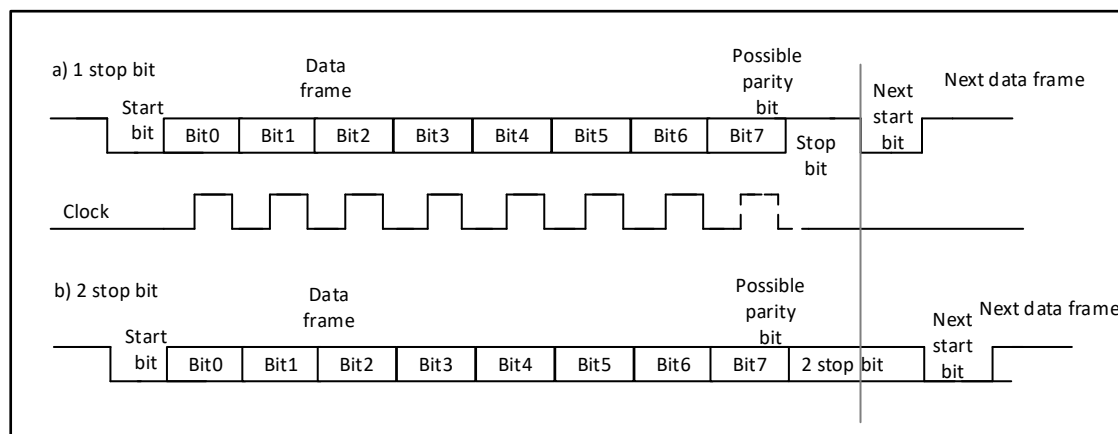 a) 1 stop bit
Data
frame
Possible
parity
bit
Next data frame
Start
bit
Bit0
Bit1
Bit2
Bit3
Bit4
Bit5
Bit6
Bit7
Stop
bit
Next
start
bit
Clock
b) 2 stop bit
Data
frame
Possible
parity
bit
Next data frame
Start
bit
Bit0
Bit1
Bit2
Bit3
Bit4
Bit5
Bit6
Bit7
2 stop bit
Next
start
bit